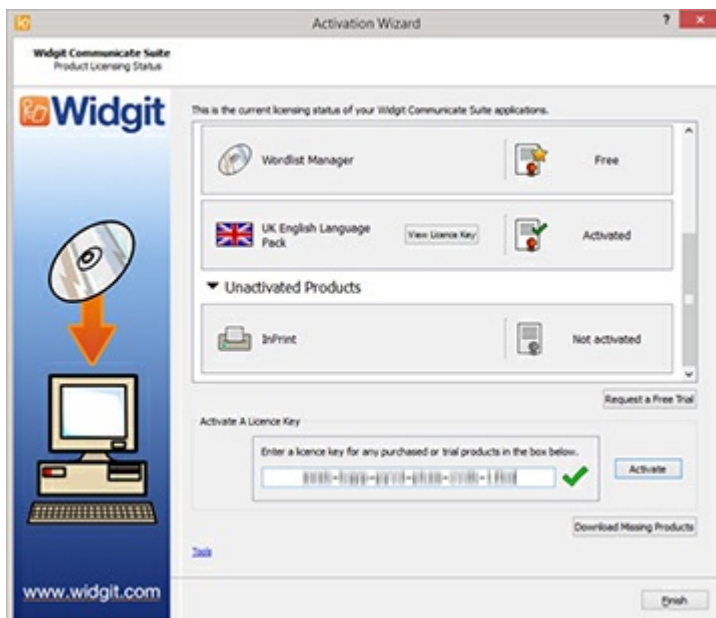 Activation Wizard
?
Widgit Communicate Suite
Product Licensing Status
Widgit
This is the current licensing status of your Widgit Communicate Suite applications.
Wordlist Manager
Free
UK English Language
Pack
View Licence Key
Activated
Unactivated Products
InPrint
Not activated
Request a Free Trial
Activate A Licence Key
Enter a licence key for any purchased or trial products in the box below.
Activate
Download Missing Products
Tools
www.widgit.com
Finish